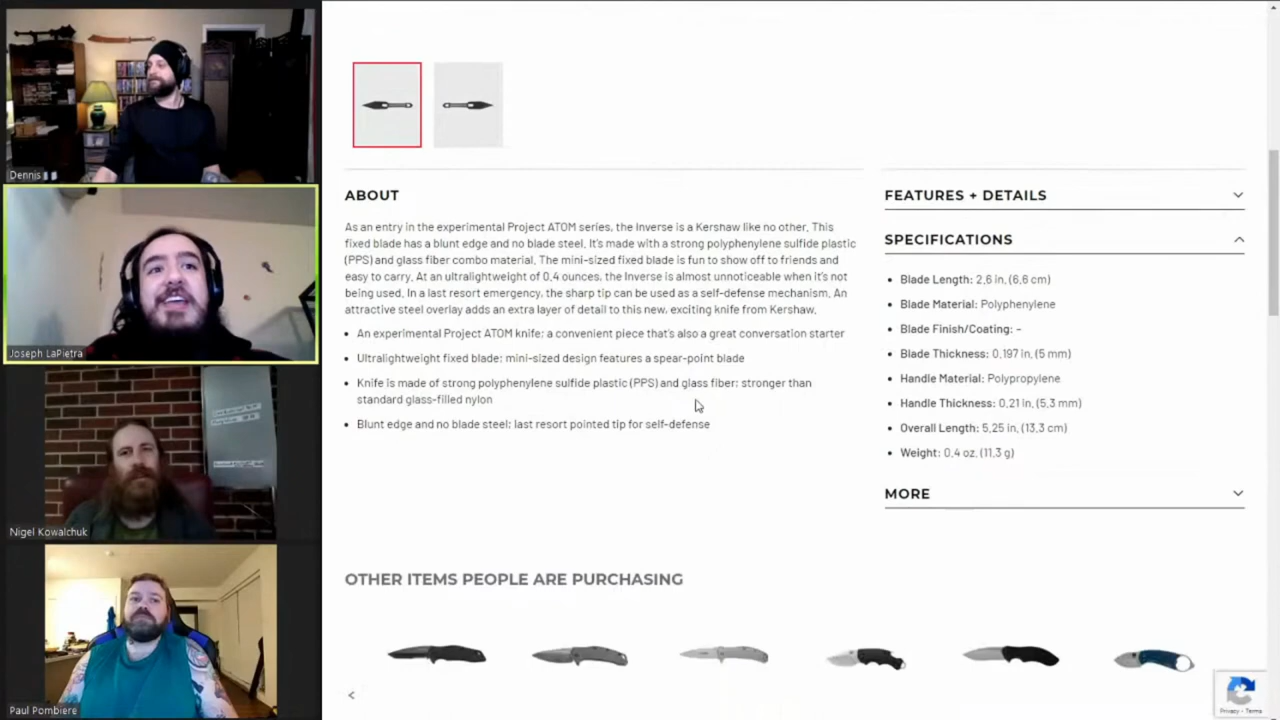 Dennis
Joseph LaPietra
Nigel Kowalchuk
Paul Pombiere
ABOUT
As an entry in the experimental Project ATOM series, the Inverse is a Kershaw like no other. This
fixed blade has a blunt edge and no blade steel. It's made with a strong polyphenylene sulfide plastic
(PPS) and glass fiber combo material. The mini-sized fixed blade is fun to show off to friends and
easy to carry. At an ultralightweight of 0.4 ounces, the Inverse is almost unnoticeable when it's not
being used. In a last resort emergency, the sharp tip can be used as a self-defense mechanism. An
attractive steel overlay adds an extra layer of detail to this new, exciting knife from Kershaw.
• An experimental Project ATOM knife; a convenient piece that's also a great conversation starter
• Ultralightweight fixed blade; mini-sized design features a spear-point blade
• Knife is made of strong polyphenylene sulfide plastic (PPS) and glass fiber; stronger than
standard glass-filled nylon
• Blunt edge and no blade steel; last resort pointed tip for self-defense
FEATURES + DETAILS
SPECIFICATIONS
• Blade Length: 2.6 in. (6.6 cm)
• Blade Material: Polyphenylene
• Blade Finish/Coating: -
• Blade Thickness: 0.197 in. (5 mm)
• Handle Material: Polypropylene
• Handle Thickness: 0.21 in. (5.3 mm)
• Overall Length: 5.25 in. (13.3 cm)
• Weight: 0.4 oz. (11.3 g)
MORE
OTHER ITEMS PEOPLE ARE PURCHASING
Privacy - Terms